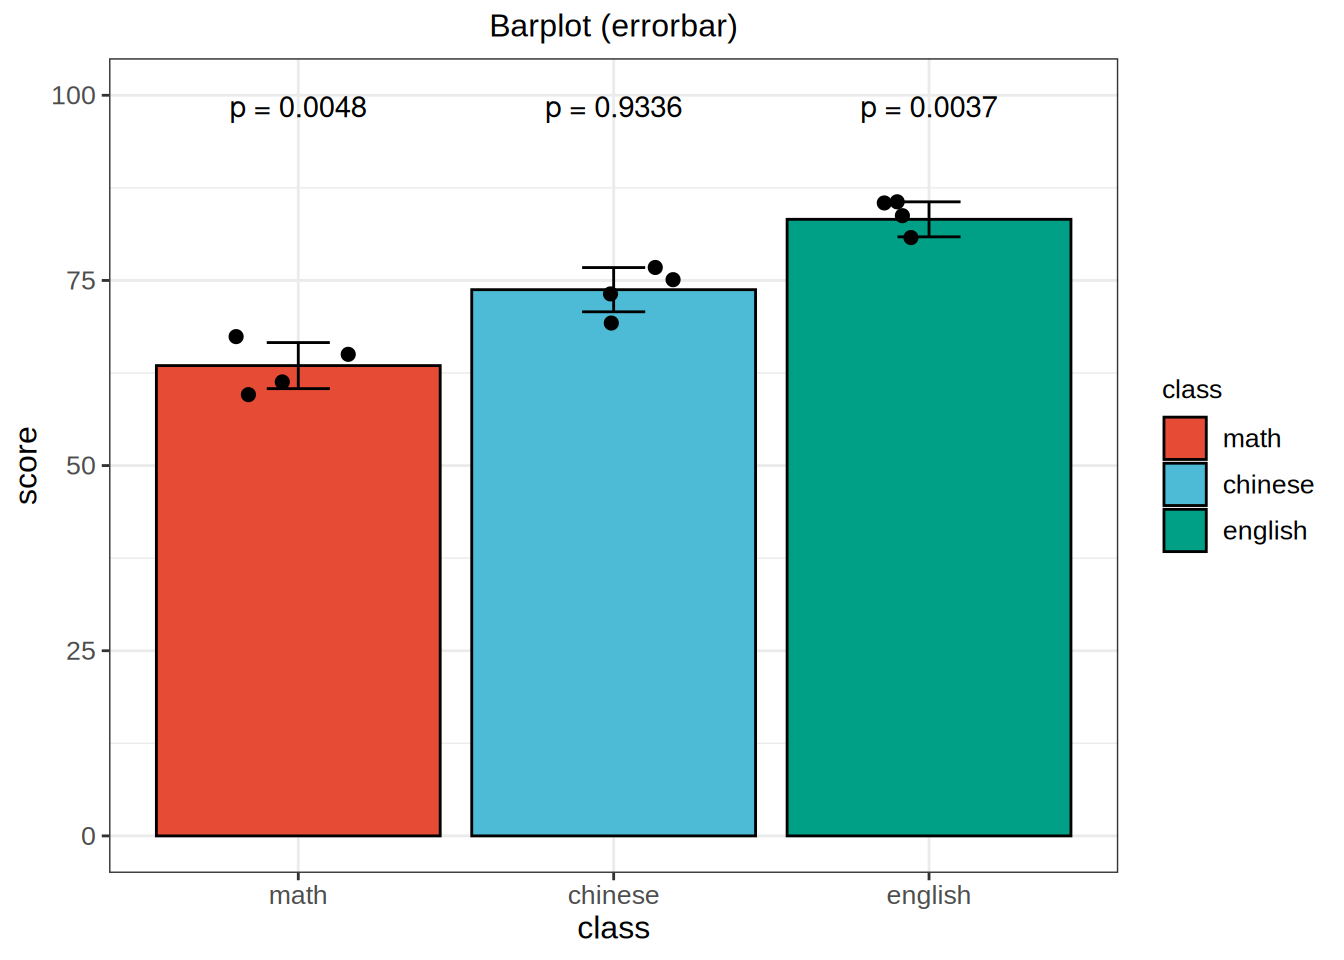 Barplot (errorbar)
100
75
50
25
0
score
p = 0.0048
p = 0.9336
p = 0.0037
math
chinese
english
class
class
math
chinese
english